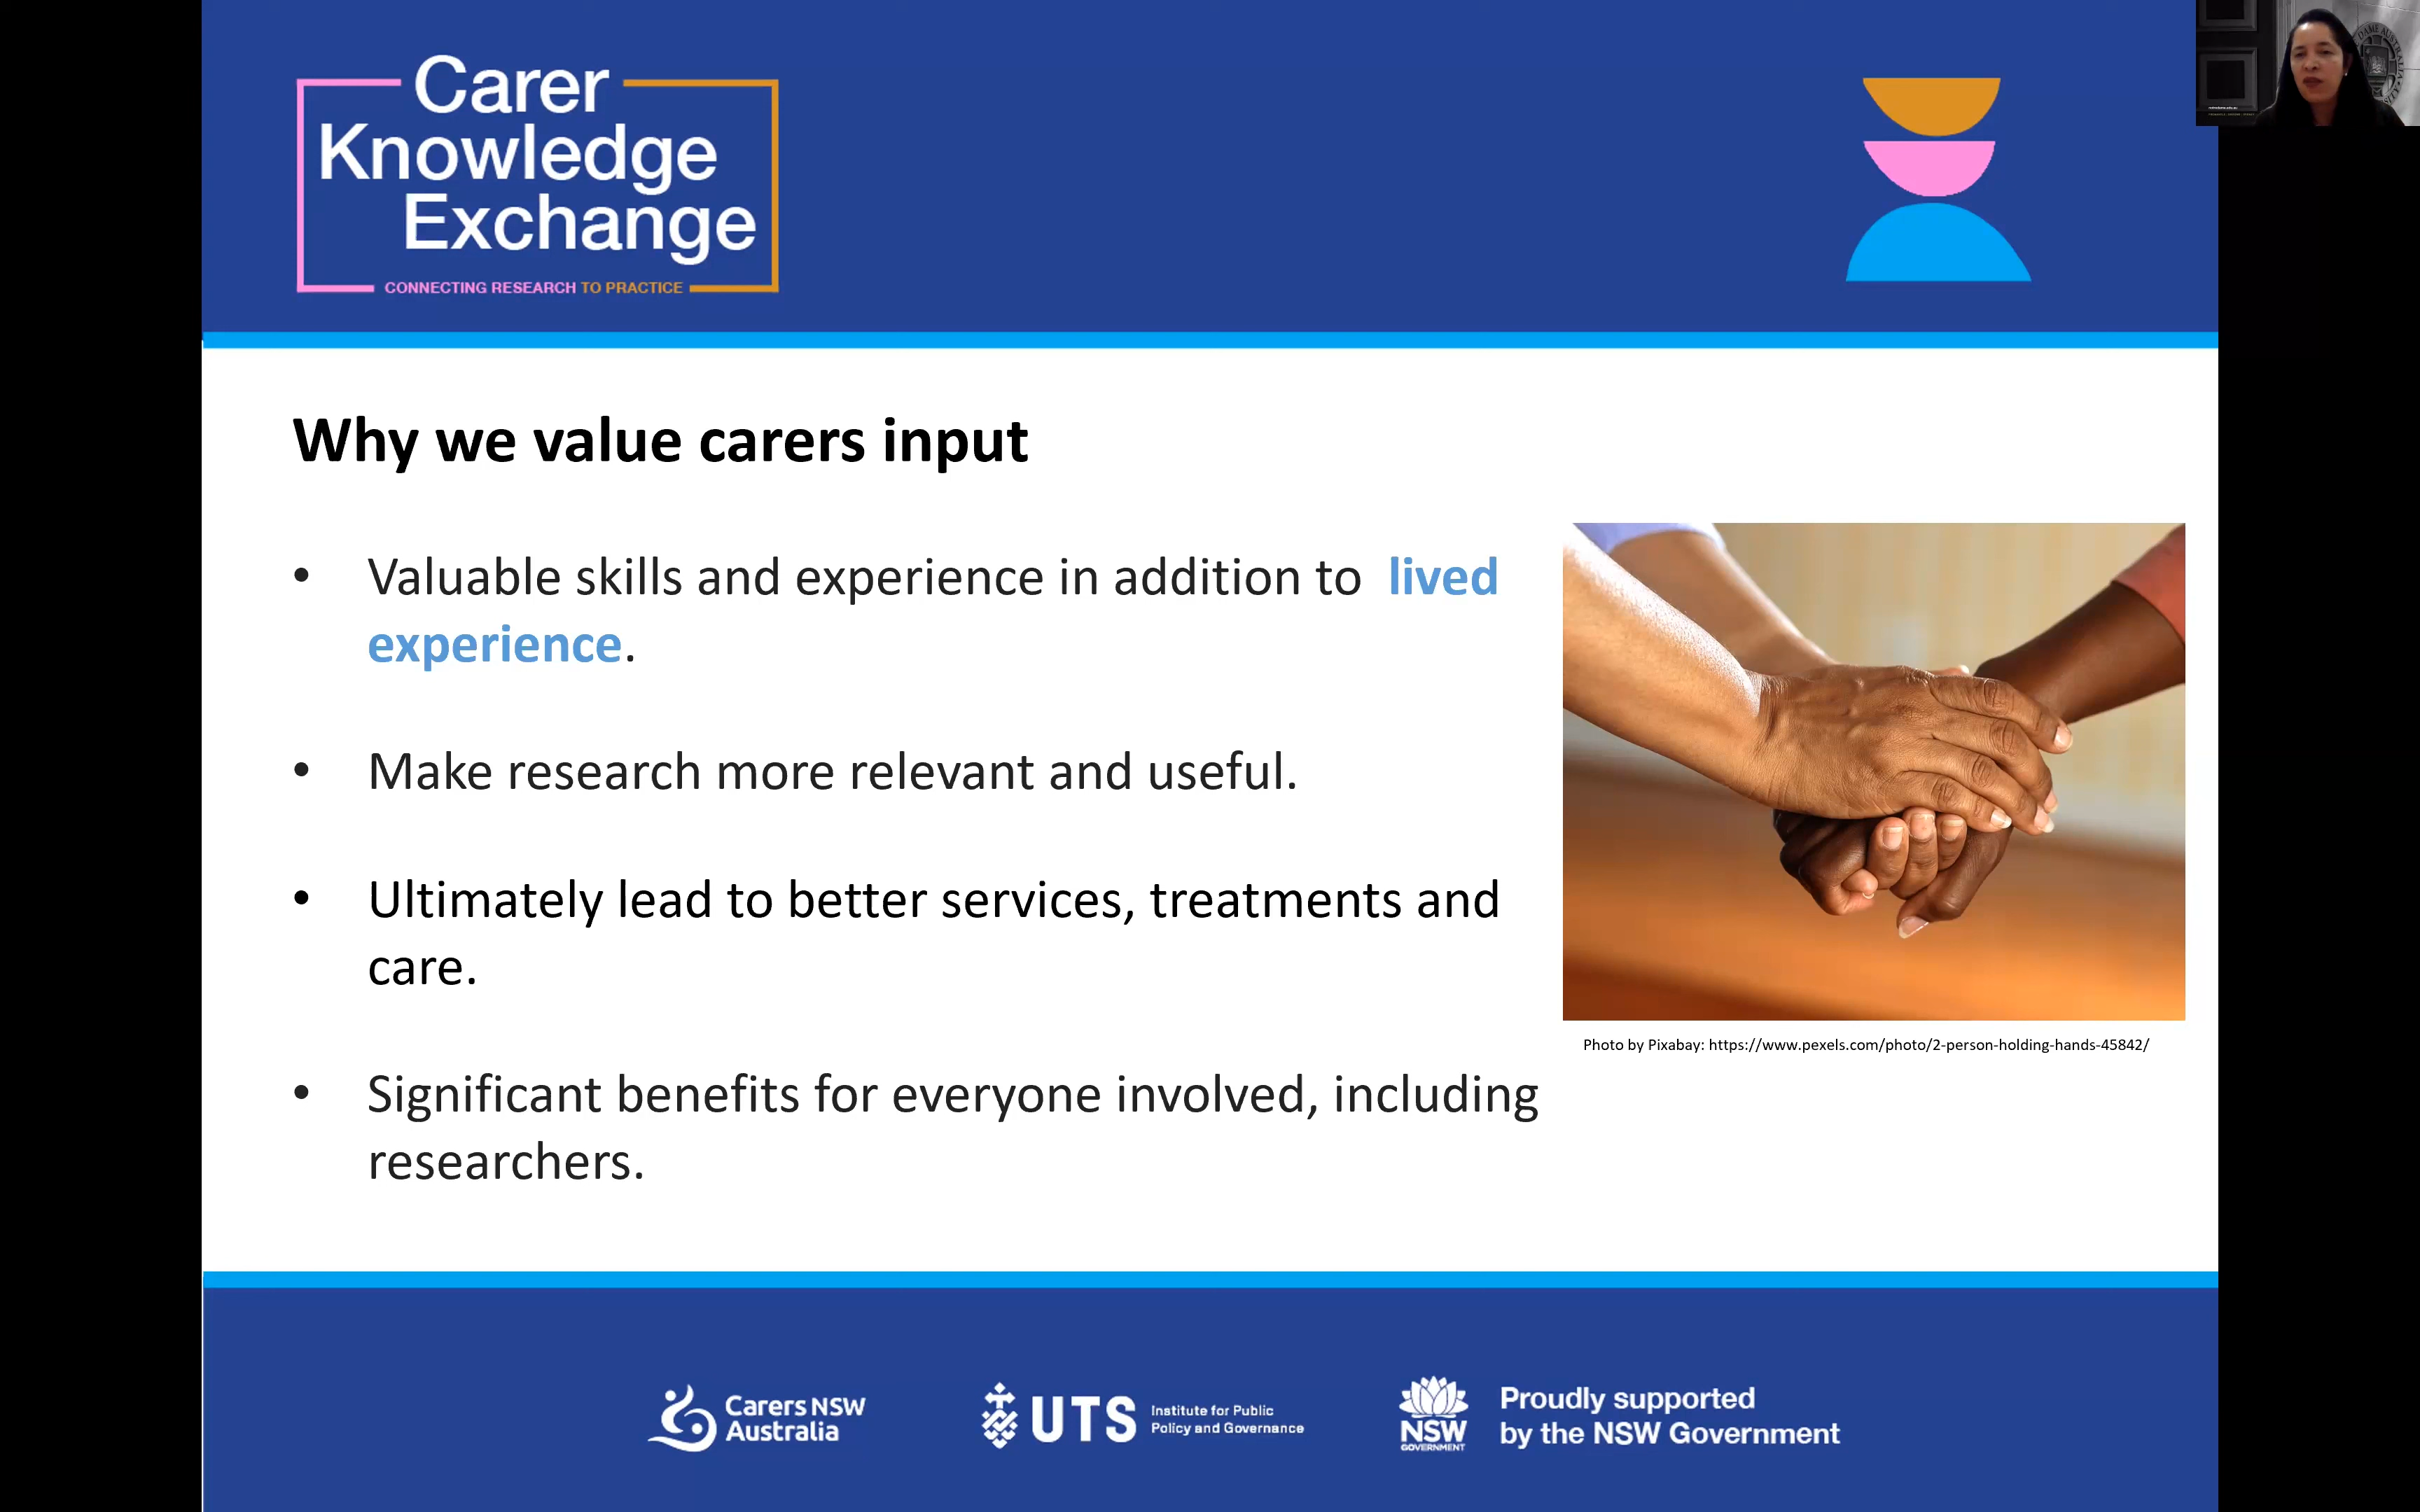 Carer
Knowledge
Exchange
CONNECTING RESEARCH TO PRACTICE
Why we value carers input
• Valuable skills and experience in addition to lived
experience.
• Make research more relevant and useful.
• Ultimately lead to better services, treatments and
care.
• Significant benefits for everyone involved, including
researchers.
Photo by Pixabay: https://www.pexels.com/photo/2-person-holding-hands-45842/
Carers NSW
Australia
UTS
Institute for Public
Policy and Governance
NSW
GOVERNMENT
Proudly supported
by the NSW Government